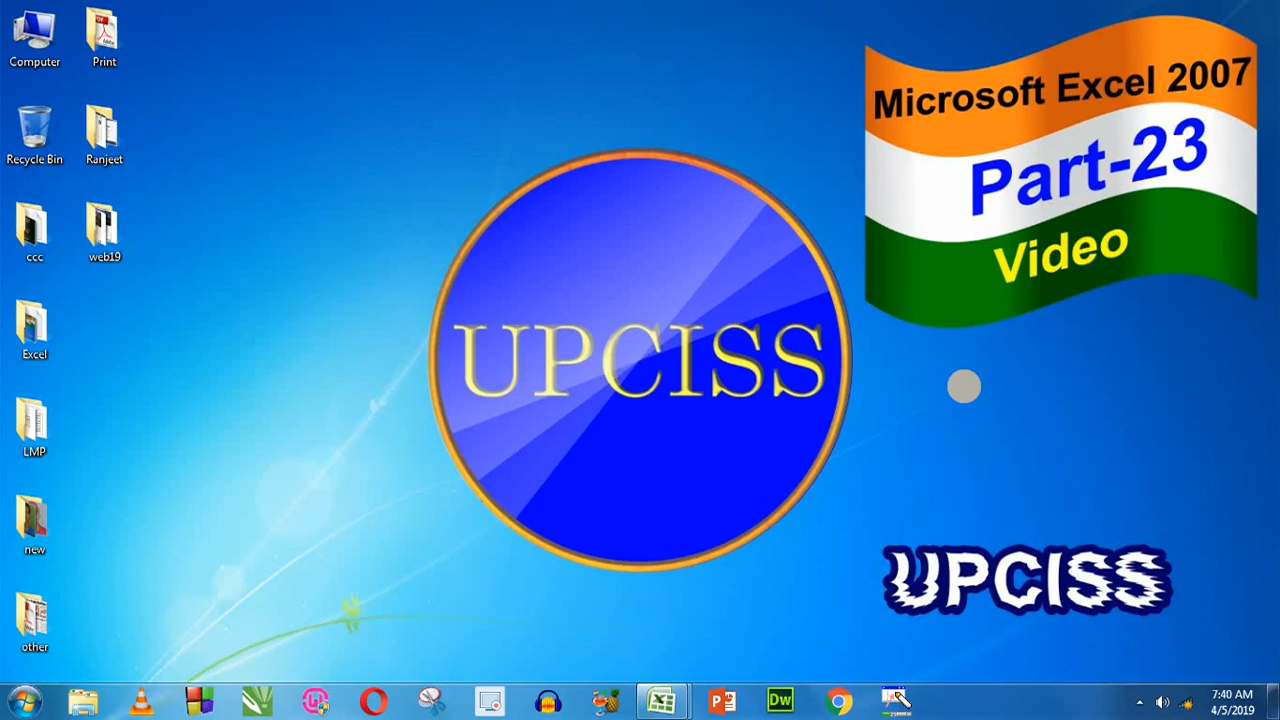 Computer
Print
Recycle Bin
Ranjeet
ccc
web19
Excel
LMP
new
other
Microsoft Excel 2007
Part-23
Video
UPCISS
UPCISS
Dw
7:40 AM
4/5/2019